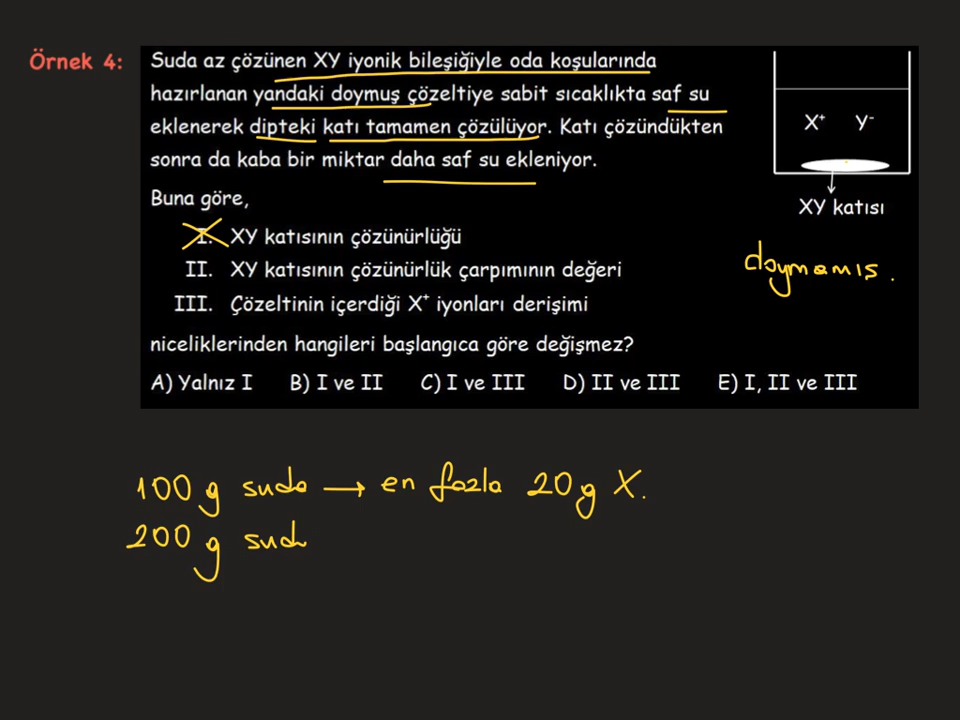 Örnek 4:
Suda az çözünen XY iyonik bileşiğiyle oda koşularında
hazırlanan yandaki doymuş çözeltiye sabit sıcaklıkta saf su
eklenerek dipteki katı tamamen çözülüyor. Katı çözündükten
sonra da kaba bir miktar daha saf su ekleniyor.
Buna göre,
I. XY katısının çözünürlüğü
II. XY katısının çözünürlük çarpımının değeri
III. Çözeltinin içerdiği X⁺ iyonları derişimi
niceliklerinden hangileri başlangıca göre değişmez?
A) Yalnız I B) I ve II C) I ve III D) II ve III E) I, II ve III
X⁺ Y⁻
XY katısı
doymamış.
100 g suda → en fazla 20 g X.
200 g sud